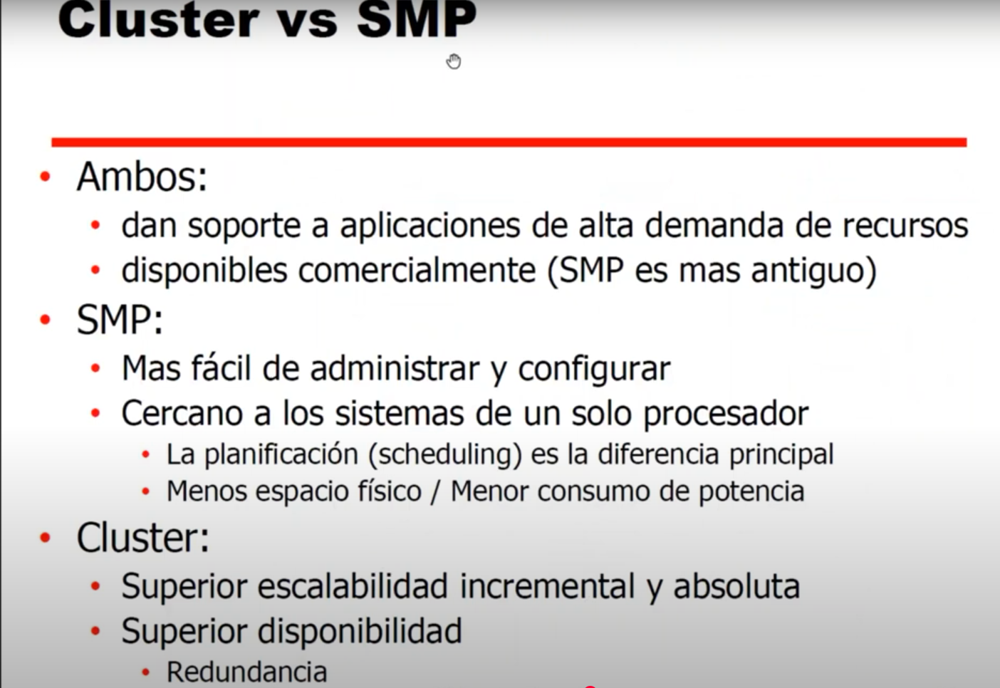 Cluster vs SMP
• Ambos:
• dan soporte a aplicaciones de alta demanda de recursos
• disponibles comercialmente (SMP es mas antiguo)
• SMP:
• Mas fácil de administrar y configurar
• Cercano a los sistemas de un solo procesador
• La planificación (scheduling) es la diferencia principal
• Menos espacio físico / Menor consumo de potencia
• Cluster:
• Superior escalabilidad incremental y absoluta
• Superior disponibilidad
• Redundancia